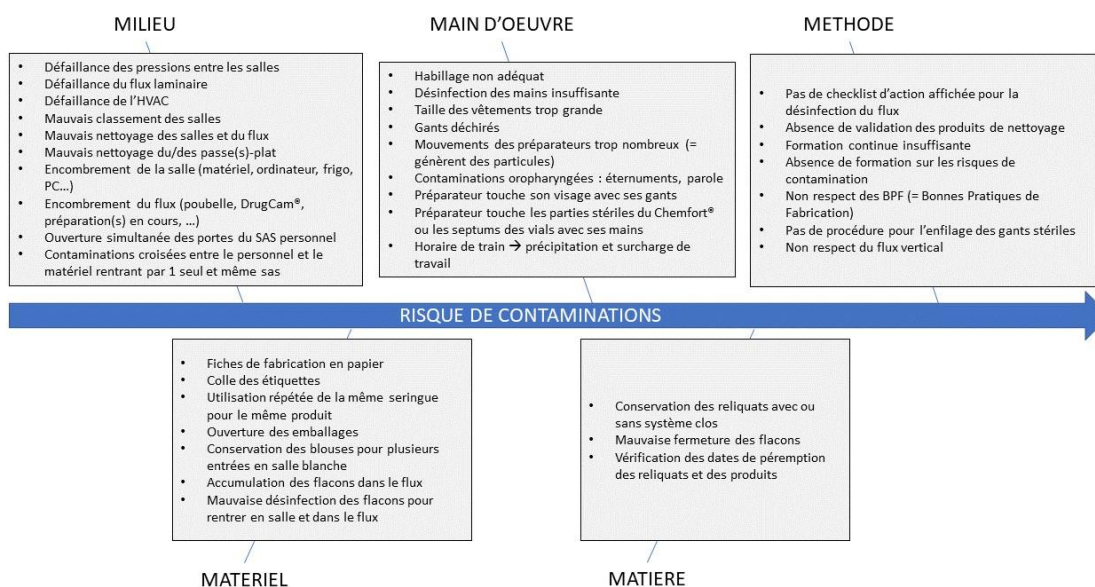 MILIEU
• Défaillance des pressions entre les salles
• Défaillance du flux laminaire
• Défaillance de l’HVAC
• Mauvais classement des salles
• Mauvais nettoyage des salles et du flux
• Mauvais nettoyage du/des passe(s)-plat
• Encombrement de la salle (matériel, ordinateur, frigo,
PC…)
• Encombrement du flux (poubelle, DrugCam®,
préparation(s) en cours, …)
• Ouverture simultanée des portes du SAS personnel
• Contaminations croisées entre le personnel et le
matériel rentrant par 1 seul et même sas
MAIN D’OEUVRE
• Habillage non adéquat
• Désinfection des mains insuffisante
• Taille des vêtements trop grande
• Gants déchirés
• Mouvements des préparateurs trop nombreux (=
génèrent des particules)
• Contaminations oropharyngées : éternuments, parole
• Préparateur touche son visage avec ses gants
• Préparateur touche les parties stériles du Chemfort®
ou les septums des vials avec ses mains
• Horaire de train → précipitation et surcharge de
travail
METHODE
• Pas de checklist d’action affichée pour la
désinfection du flux
• Absence de validation des produits de nettoyage
• Formation continue insuffisante
• Absence de formation sur les risques de
contamination
• Non respect des BPF (= Bonnes Pratiques de
Fabrication)
• Pas de procédure pour l’enfilage des gants stériles
• Non respect du flux vertical
RISQUE DE CONTAMINATIONS
• Fiches de fabrication en papier
• Colle des étiquettes
• Utilisation répétée de la même seringue
pour le même produit
• Ouverture des emballages
• Conservation des blouses pour plusieurs
entrées en salle blanche
• Accumulation des flacons dans le flux
• Mauvaise désinfection des flacons pour
rentrer en salle et dans le flux
MATERIEL
• Conservation des reliquats avec ou
sans système clos
• Mauvaise fermeture des flacons
• Vérification des dates de péremption
des reliquats et des produits
MATIERE